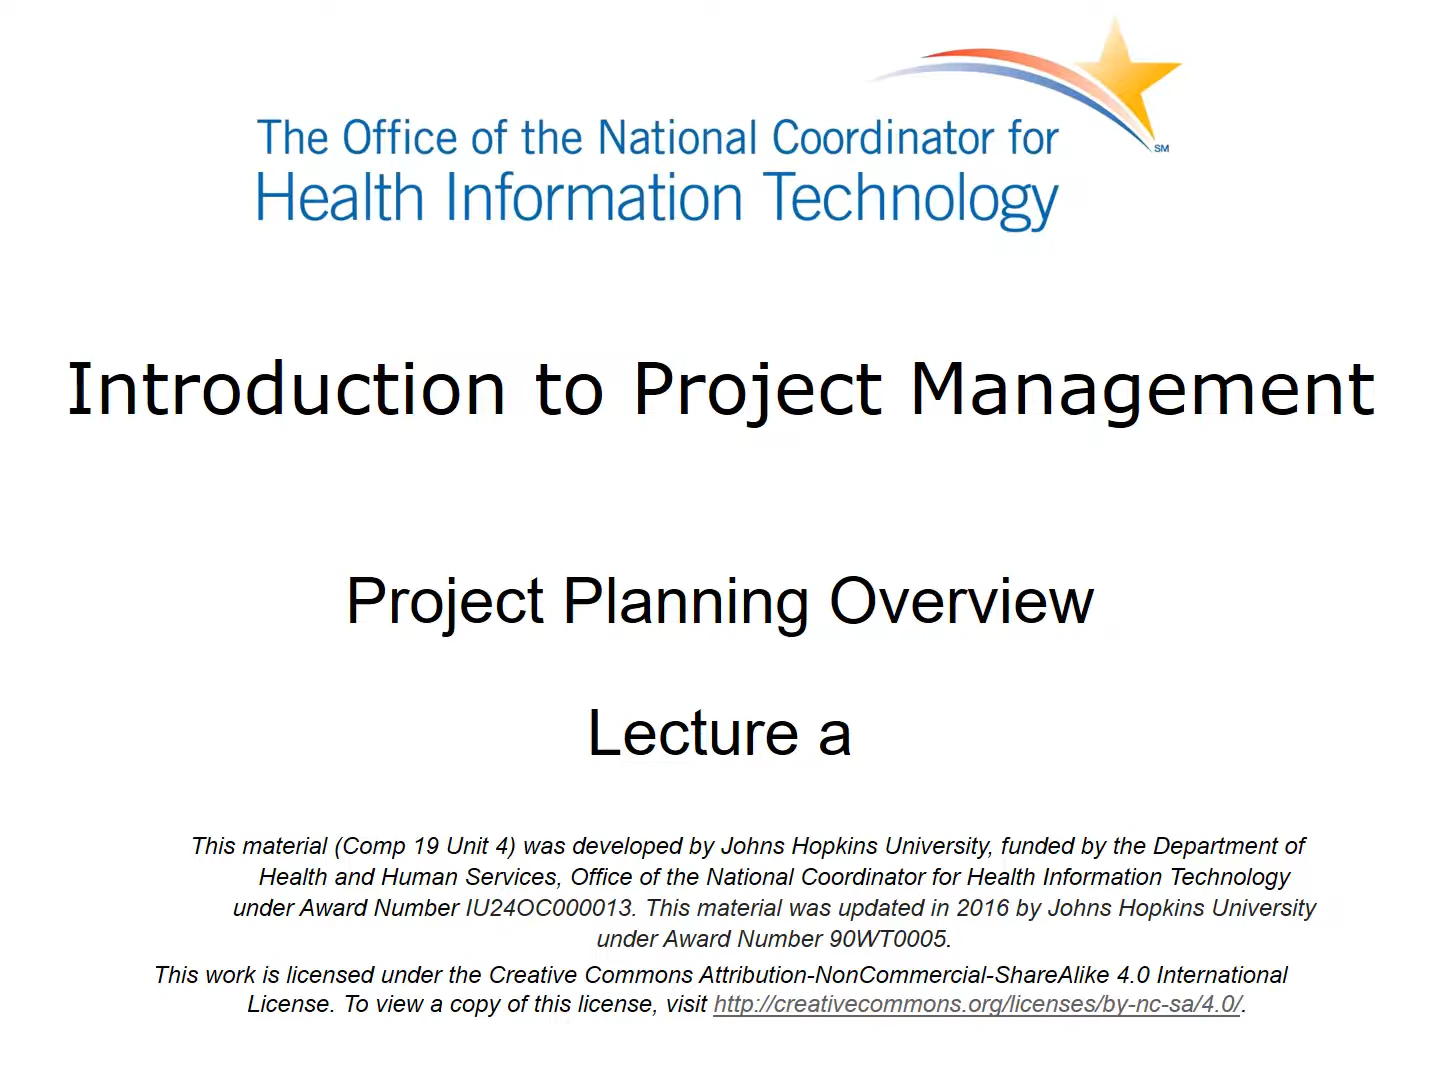 The Office of the National Coordinator for
Health Information Technology
SM
Introduction to Project Management
Project Planning Overview
Lecture a
This material (Comp 19 Unit 4) was developed by Johns Hopkins University, funded by the Department of
Health and Human Services, Office of the National Coordinator for Health Information Technology
under Award Number IU24OC000013. This material was updated in 2016 by Johns Hopkins University
under Award Number 90WT0005.
This work is licensed under the Creative Commons Attribution-NonCommercial-ShareAlike 4.0 International
License. To view a copy of this license, visit http://creativecommons.org/licenses/by-nc-sa/4.0/.